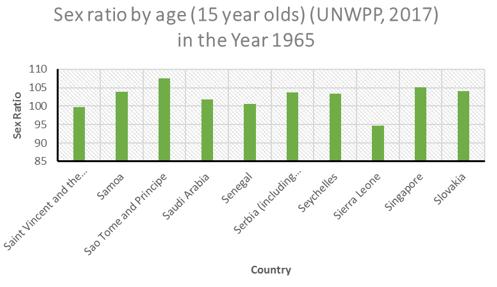 Sex ratio by age (15 year olds) (UNWPP, 2017)
in the Year 1965
110
105
100
95
90
85
Sex Ratio
Saint Vincent and the...
Samoa
Sao Tome and Principe
Saudi Arabia
Senegal
Serbia (including...
Seychelles
Sierra Leone
Singapore
Slovakia
Country